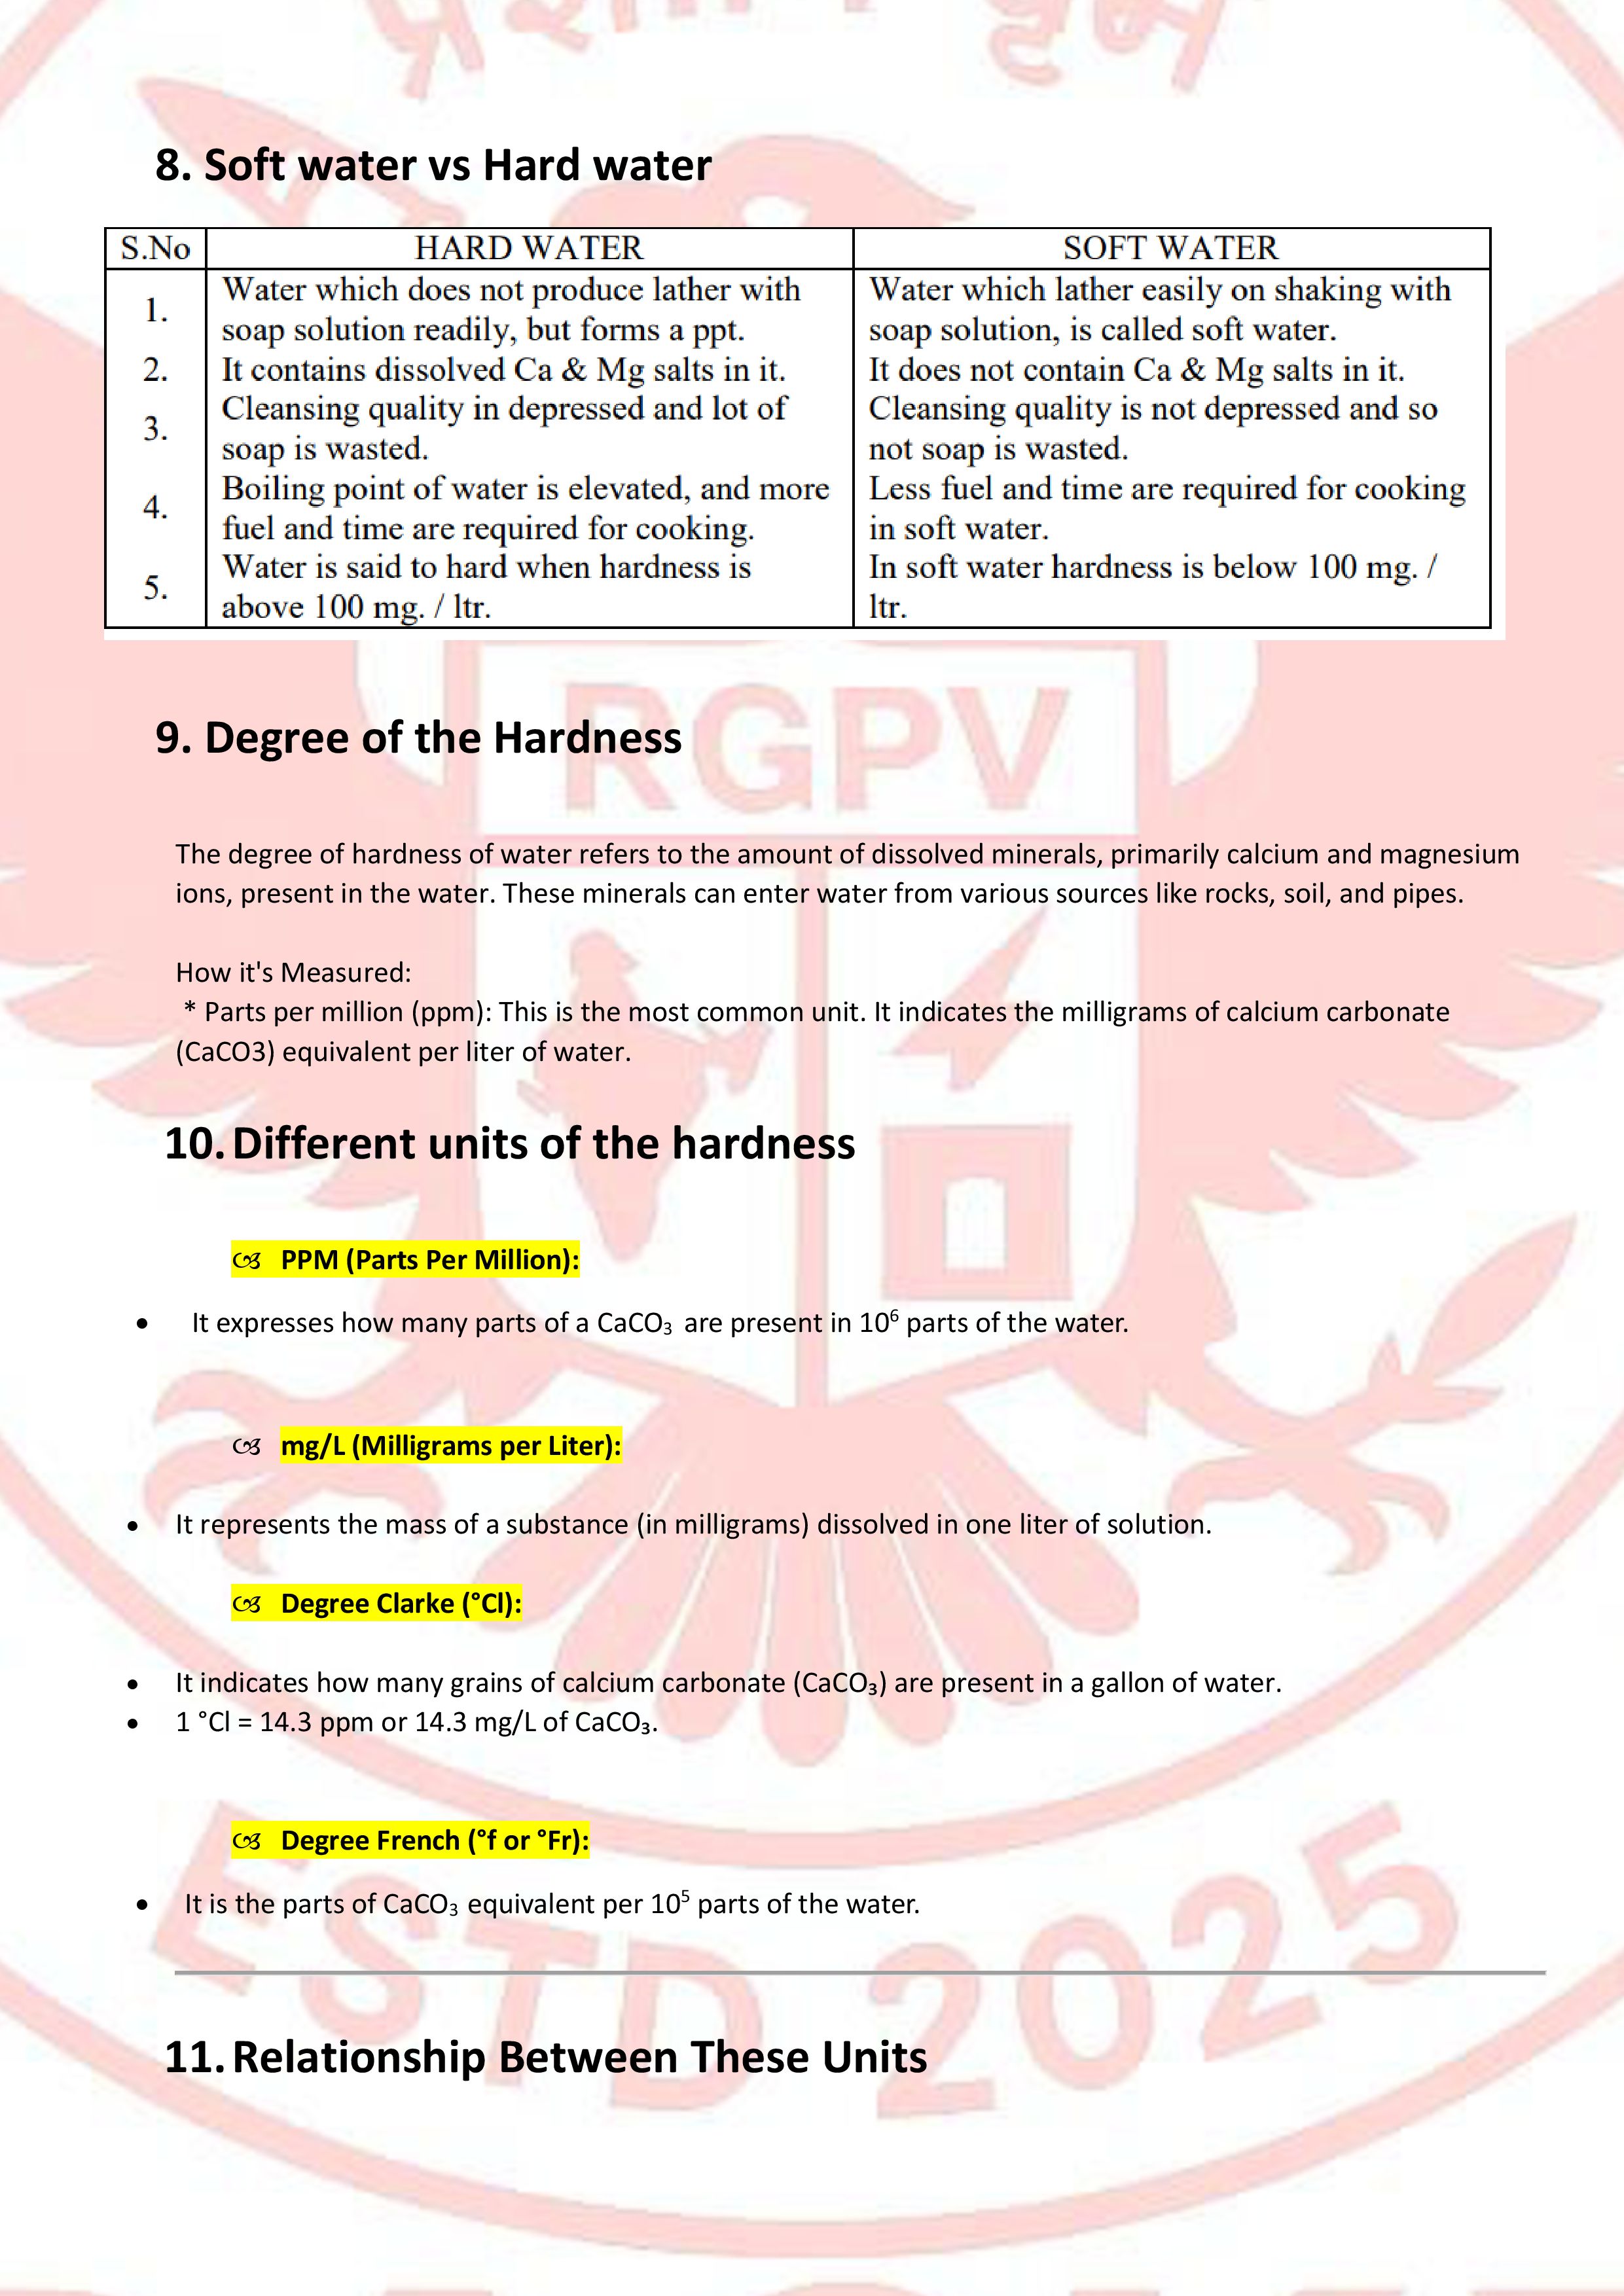 8. Soft water vs Hard water
S.No HARD WATER SOFT WATER
1. Water which does not produce lather with soap solution readily, but forms a ppt. Water which lather easily on shaking with soap solution, is called soft water.
2. It contains dissolved Ca & Mg salts in it. It does not contain Ca & Mg salts in it.
3. Cleansing quality in depressed and lot of soap is wasted. Cleansing quality is not depressed and so not soap is wasted.
4. Boiling point of water is elevated, and more fuel and time are required for cooking. Less fuel and time are required for cooking in soft water.
5. Water is said to hard when hardness is above 100 mg. / ltr. In soft water hardness is below 100 mg. / ltr.
RGPV
9. Degree of the Hardness
The degree of hardness of water refers to the amount of dissolved minerals, primarily calcium and magnesium
ions, present in the water. These minerals can enter water from various sources like rocks, soil, and pipes.
How it's Measured:
* Parts per million (ppm): This is the most common unit. It indicates the milligrams of calcium carbonate
(CaCO3) equivalent per liter of water.
10. Different units of the hardness
PPM (Parts Per Million):
• It expresses how many parts of a CaCO₃ are present in 10⁶ parts of the water.
mg/L (Milligrams per Liter):
• It represents the mass of a substance (in milligrams) dissolved in one liter of solution.
Degree Clarke (°Cl):
• It indicates how many grains of calcium carbonate (CaCO₃) are present in a gallon of water.
• 1 °Cl = 14.3 ppm or 14.3 mg/L of CaCO₃.
Degree French (°f or °Fr):
• It is the parts of CaCO₃ equivalent per 10⁵ parts of the water.
ESTD 2025
11. Relationship Between These Units